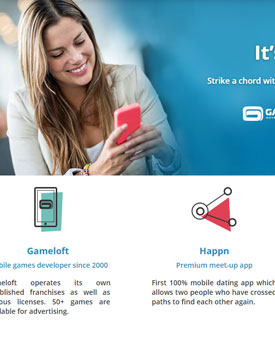 It's
Strike a chord wit
GA
Gameloft
bile games developer since 2000
eloft operates its own
blished franchises as well as
ous licenses. 50+ games are
lable for advertising.
Happn
Premium meet-up app
First 100% mobile dating app which
allows two people who have crossed
paths to find each other again.